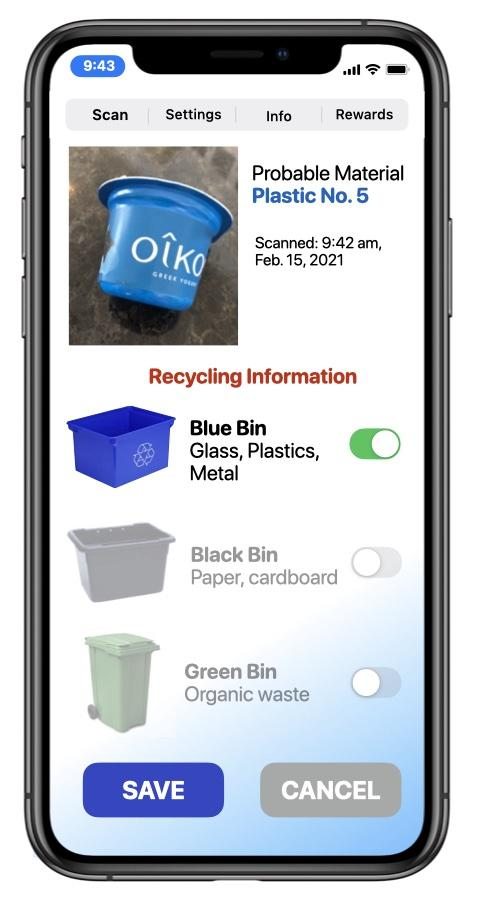 9:43
Scan Settings Info Rewards
Probable Material
Plastic No. 5
Scanned: 9:42 am,
Feb. 15, 2021
OÎKO
GREEK YOGU
Recycling Information
Blue Bin
Glass, Plastics,
Metal
Black Bin
Paper, cardboard
Green Bin
Organic waste
SAVE CANCEL